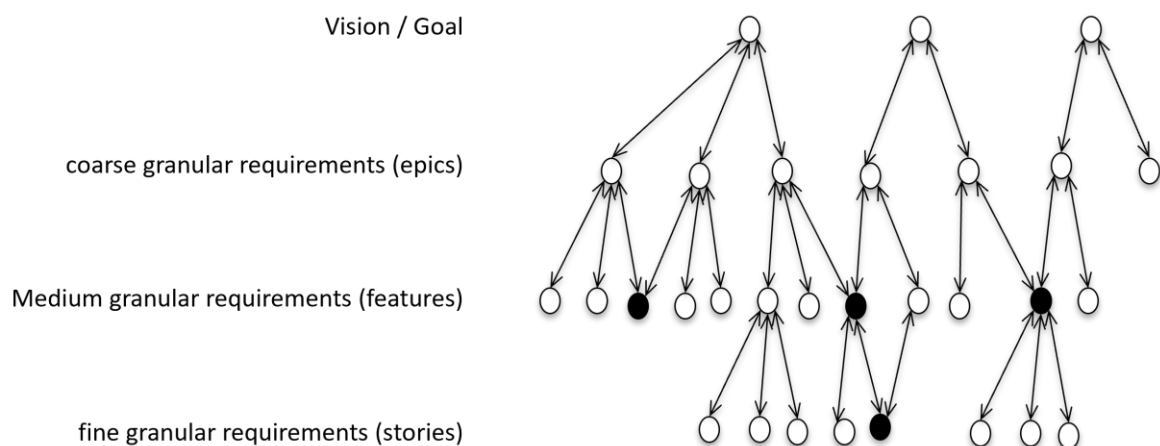 Vision / Goal
coarse granular requirements (epics)
Medium granular requirements (features)
fine granular requirements (stories)